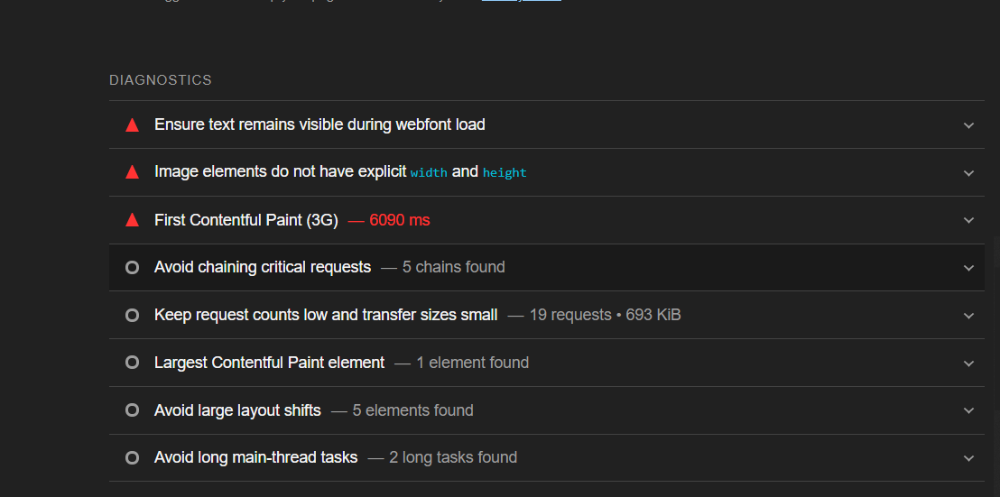 DIAGNOSTICS
Ensure text remains visible during webfont load
Image elements do not have explicit width and height
First Contentful Paint (3G) — 6090 ms
Avoid chaining critical requests — 5 chains found
Keep request counts low and transfer sizes small — 19 requests • 693 KiB
Largest Contentful Paint element — 1 element found
Avoid large layout shifts — 5 elements found
Avoid long main-thread tasks — 2 long tasks found